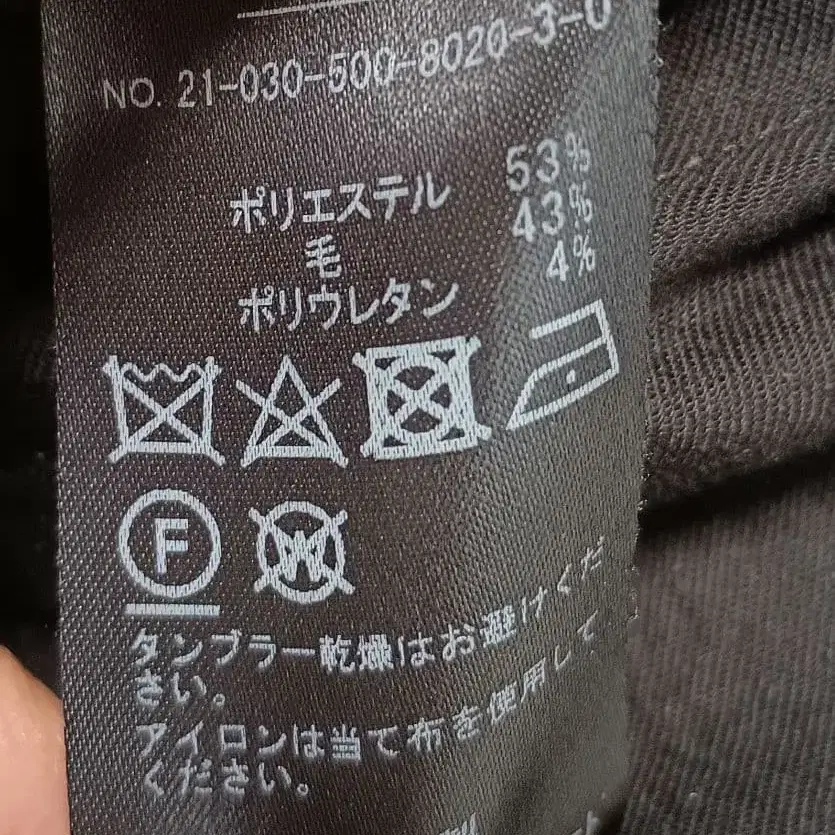 NO. 21-030-500-8020-3-0
ポリエステル 53%
毛 43%
ポリウレタン 4%
F
W
タンブラー乾燥はお避けくだ
さい。
アイロンは当て布を使用して
ください。